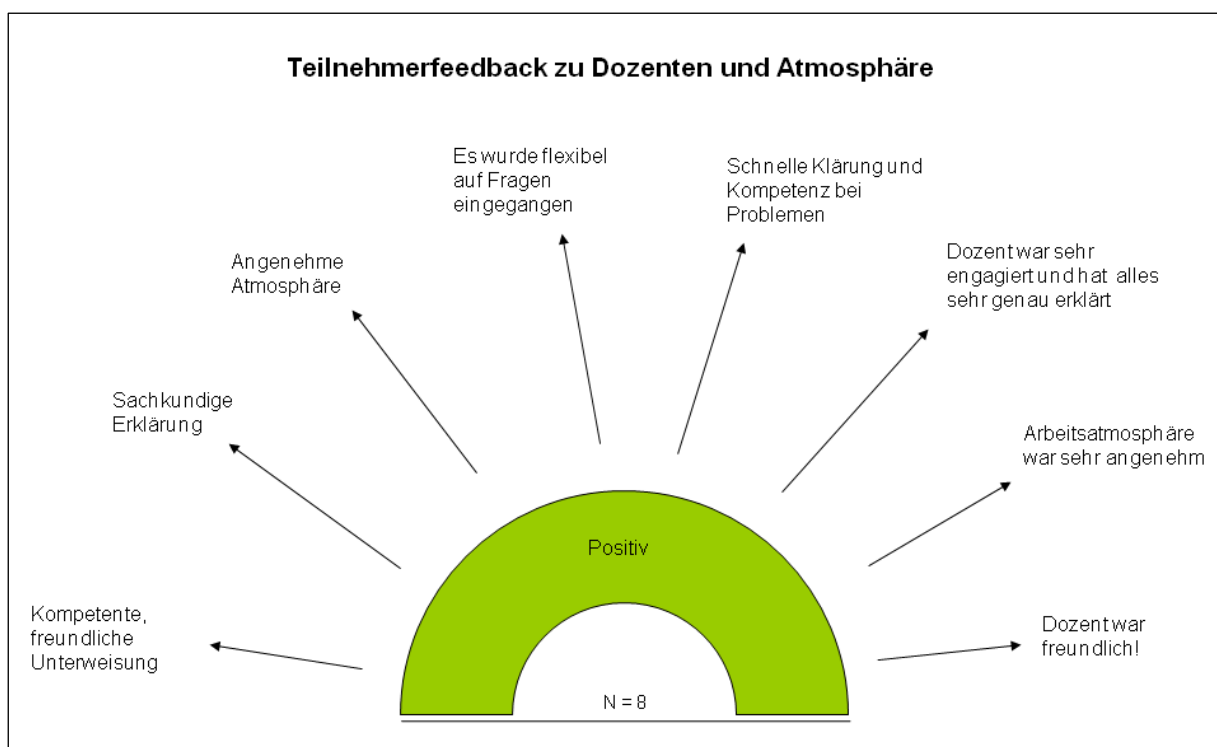 Teilnehmerfeedback zu Dozenten und Atmosphäre
Es wurde flexibel
auf Fragen
eingegangen
Schnelle Klärung und
Kompetenz bei
Problemen
Angenehme
Atmosphäre
Dozent war sehr
engagiert und hat alles
sehr genau erklärt
Sachkundige
Erklärung
Arbeitsatmosphäre
war sehr angenehm
Positiv
Kompetente,
freundliche
Unterweisung
Dozent war
freundlich!
N = 8